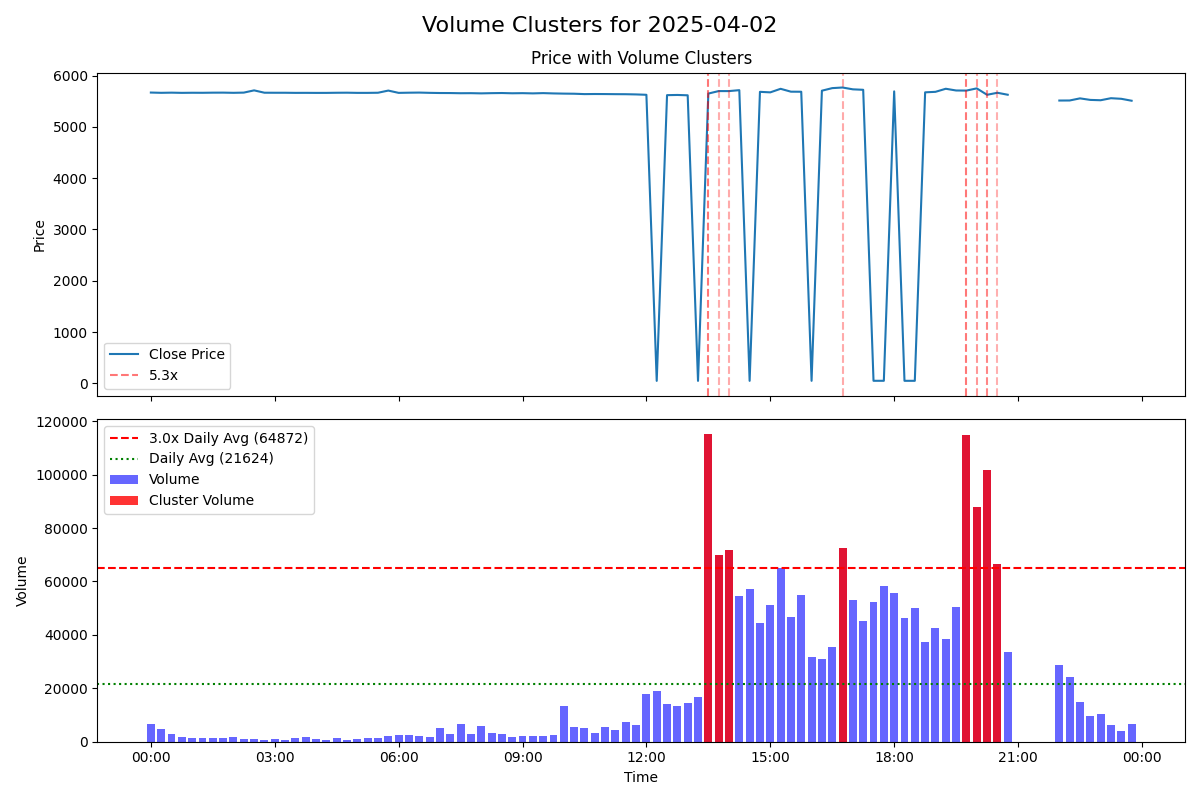 Volume Clusters for 2025-04-02
Price with Volume Clusters
6000
5000
4000
3000
2000
1000
0
Price
Close Price
5.3x
120000
100000
80000
60000
40000
20000
0
Volume
3.0x Daily Avg (64872)
Daily Avg (21624)
Volume
Cluster Volume
00:00 03:00 06:00 09:00 12:00 15:00 18:00 21:00 00:00
Time